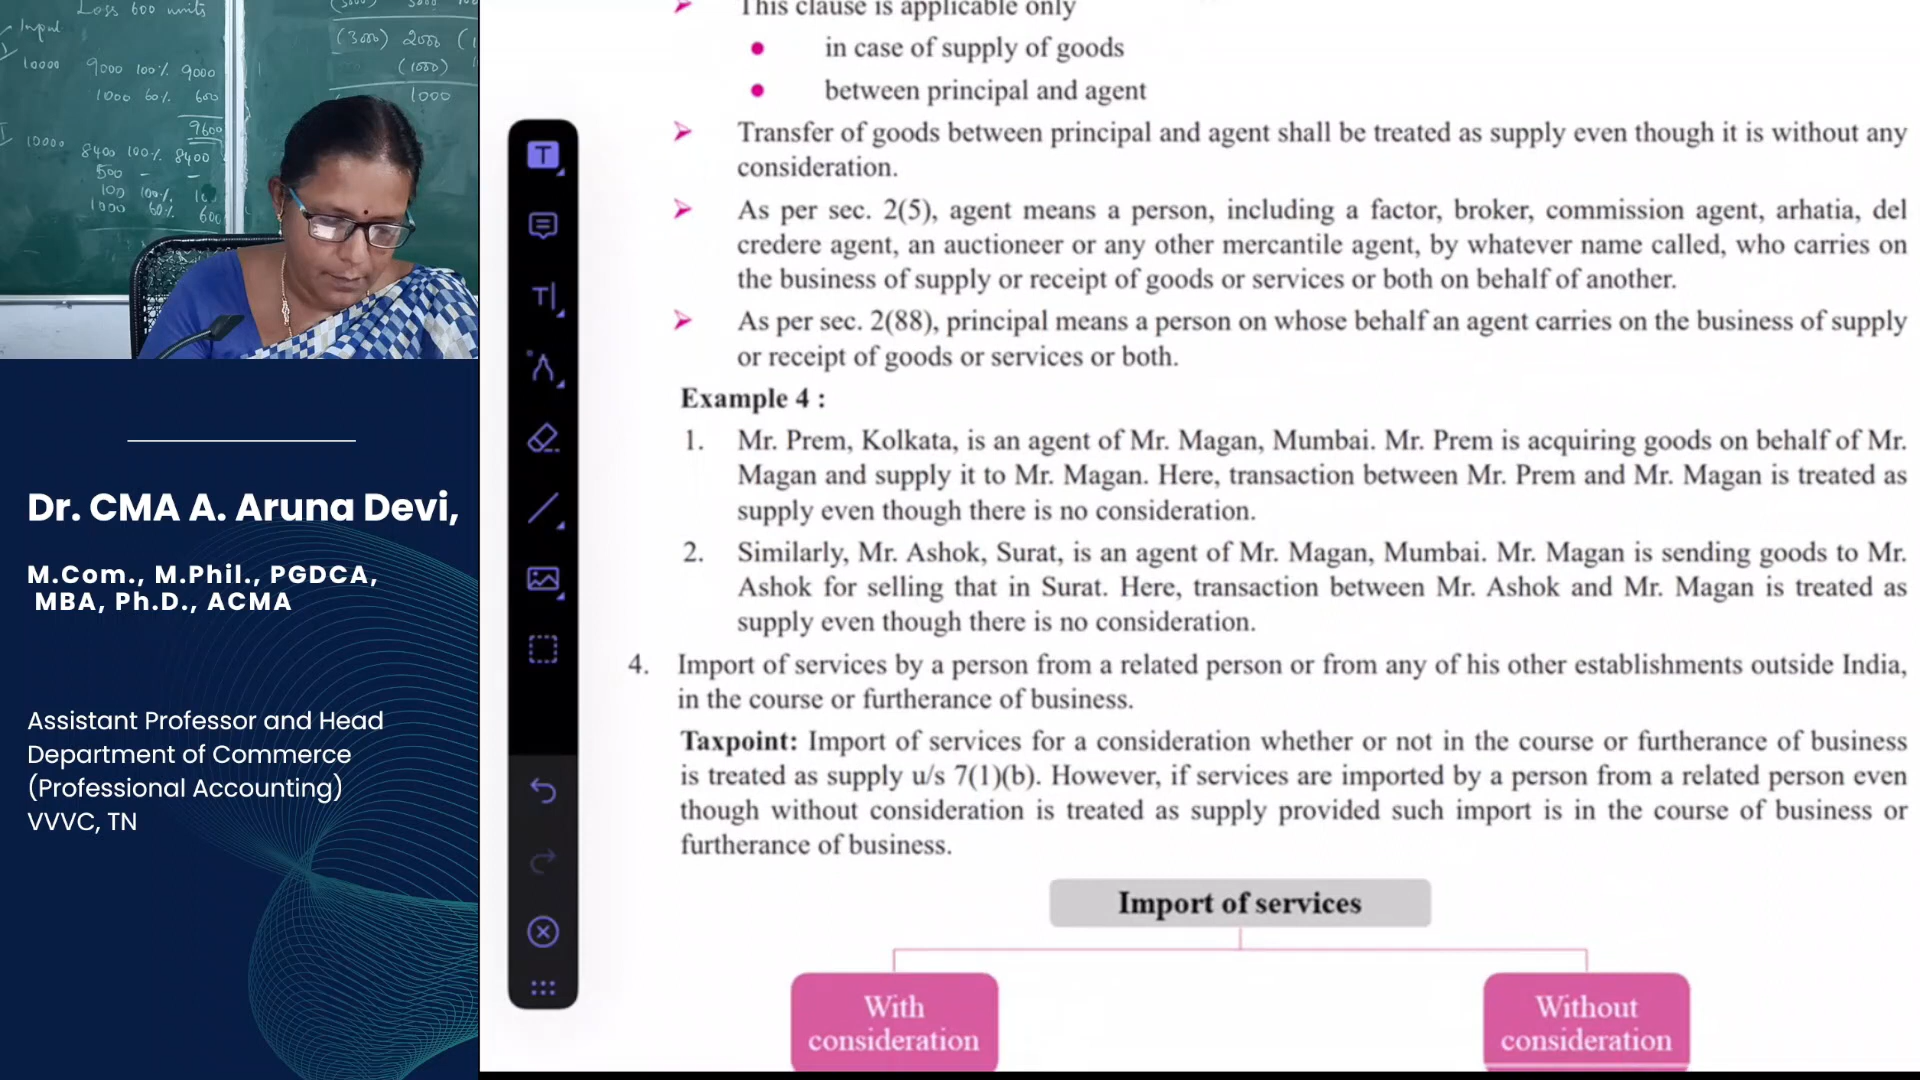 Loss 600 units
Input
10000 9000 100% 9000
1000 60% 600
9600
10000 8400 100% 8400
500 - -
100 100%
1000 60% 600
(3000) 2000
(1000)
1000
Dr. CMA A. Aruna Devi,
M.Com., M.Phil., PGDCA,
MBA, Ph.D., ACMA
Assistant Professor and Head
Department of Commerce
(Professional Accounting)
VVVC, TN
T
T
This clause is applicable only
in case of supply of goods
between principal and agent
Transfer of goods between principal and agent shall be treated as supply even though it is without any
consideration.
As per sec. 2(5), agent means a person, including a factor, broker, commission agent, arhatia, del
credere agent, an auctioneer or any other mercantile agent, by whatever name called, who carries on
the business of supply or receipt of goods or services or both on behalf of another.
As per sec. 2(88), principal means a person on whose behalf an agent carries on the business of supply
or receipt of goods or services or both.
Example 4 :
1. Mr. Prem, Kolkata, is an agent of Mr. Magan, Mumbai. Mr. Prem is acquiring goods on behalf of Mr.
Magan and supply it to Mr. Magan. Here, transaction between Mr. Prem and Mr. Magan is treated as
supply even though there is no consideration.
2. Similarly, Mr. Ashok, Surat, is an agent of Mr. Magan, Mumbai. Mr. Magan is sending goods to Mr.
Ashok for selling that in Surat. Here, transaction between Mr. Ashok and Mr. Magan is treated as
supply even though there is no consideration.
4. Import of services by a person from a related person or from any of his other establishments outside India,
in the course or furtherance of business.
Taxpoint: Import of services for a consideration whether or not in the course or furtherance of business
is treated as supply u/s 7(1)(b). However, if services are imported by a person from a related person even
though without consideration is treated as supply provided such import is in the course of business or
furtherance of business.
Import of services
With
consideration
Without
consideration